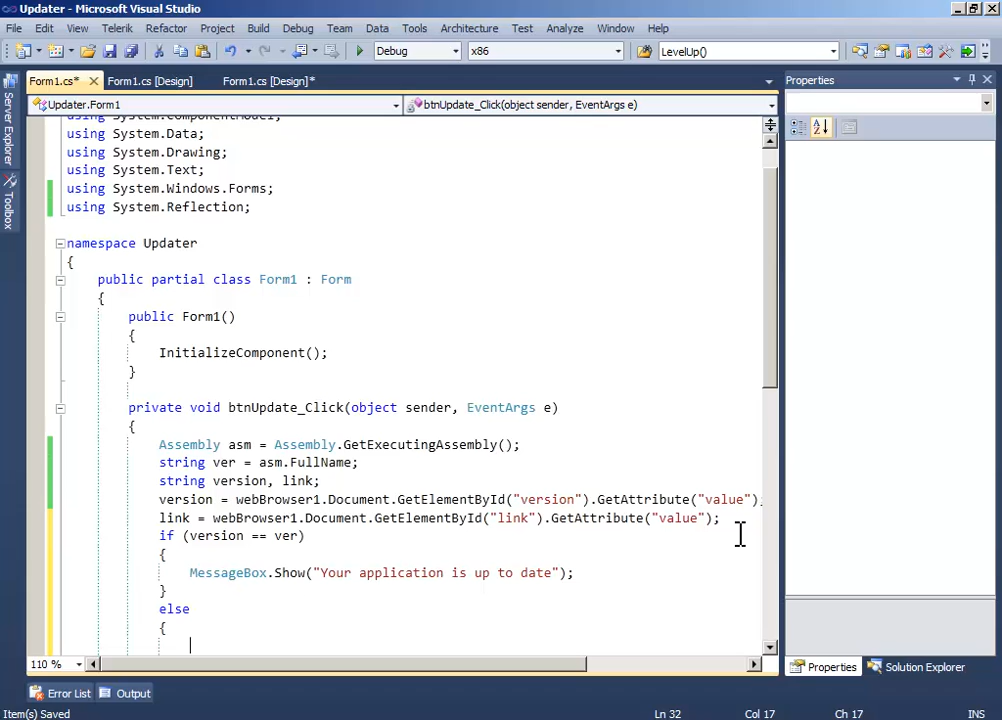 Updater - Microsoft Visual Studio
File Edit View Telerik Refactor Project Build Debug Team Data Tools Architecture Test Analyze Window Help
Debug x86 LevelUp()
Form1.cs* Form1.cs [Design] Form1.cs [Design]* Properties
Updater.Form1 btnUpdate_Click(object sender, EventArgs e)
Server Explorer
Toolbox
using System.ComponentModel;
using System.Data;
using System.Drawing;
using System.Text;
using System.Windows.Forms;
using System.Reflection;
namespace Updater
{
public partial class Form1 : Form
{
public Form1()
{
InitializeComponent();
}
private void btnUpdate_Click(object sender, EventArgs e)
{
Assembly asm = Assembly.GetExecutingAssembly();
string ver = asm.FullName;
string version, link;
version = webBrowser1.Document.GetElementById("version").GetAttribute("value");
link = webBrowser1.Document.GetElementById("link").GetAttribute("value");
if (version == ver)
{
MessageBox.Show("Your application is up to date");
}
else
{
110 %
Properties Solution Explorer
Error List Output
Item(s) Saved Ln 32 Col 17 Ch 17 INS